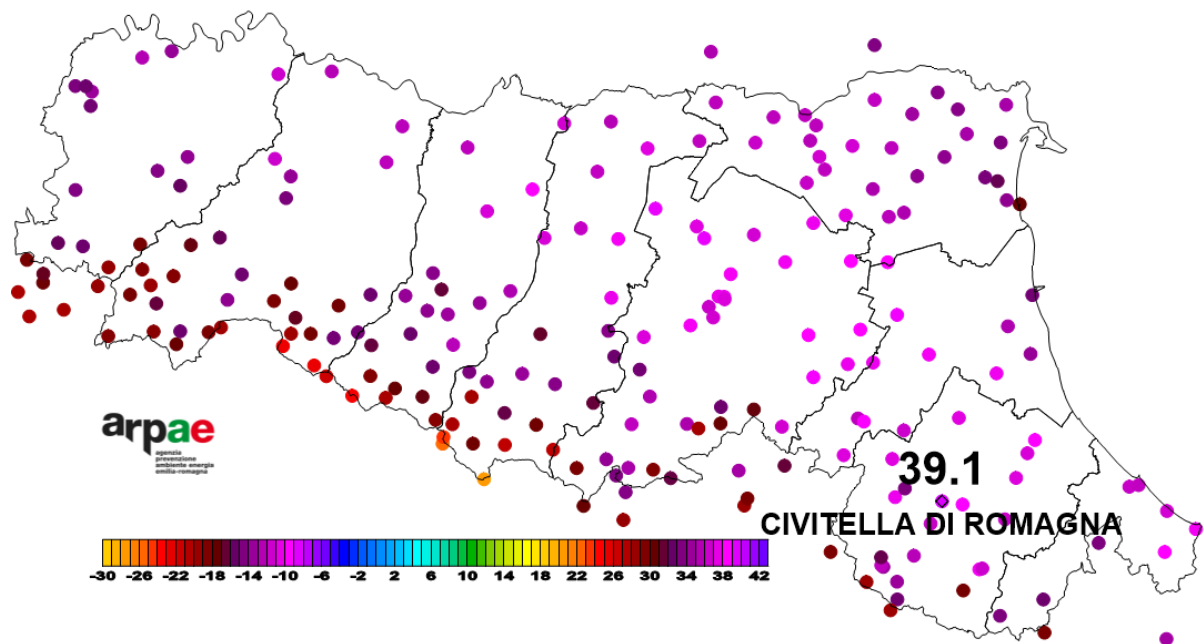 39.1
CIVITELLA DI ROMAGNA
arpae
agenzia
prevenzione
ambiente energia
emilia-romagna
-30 -26 -22 -18 -14 -10 -6 -2 2 6 10 14 18 22 26 30 34 38 42